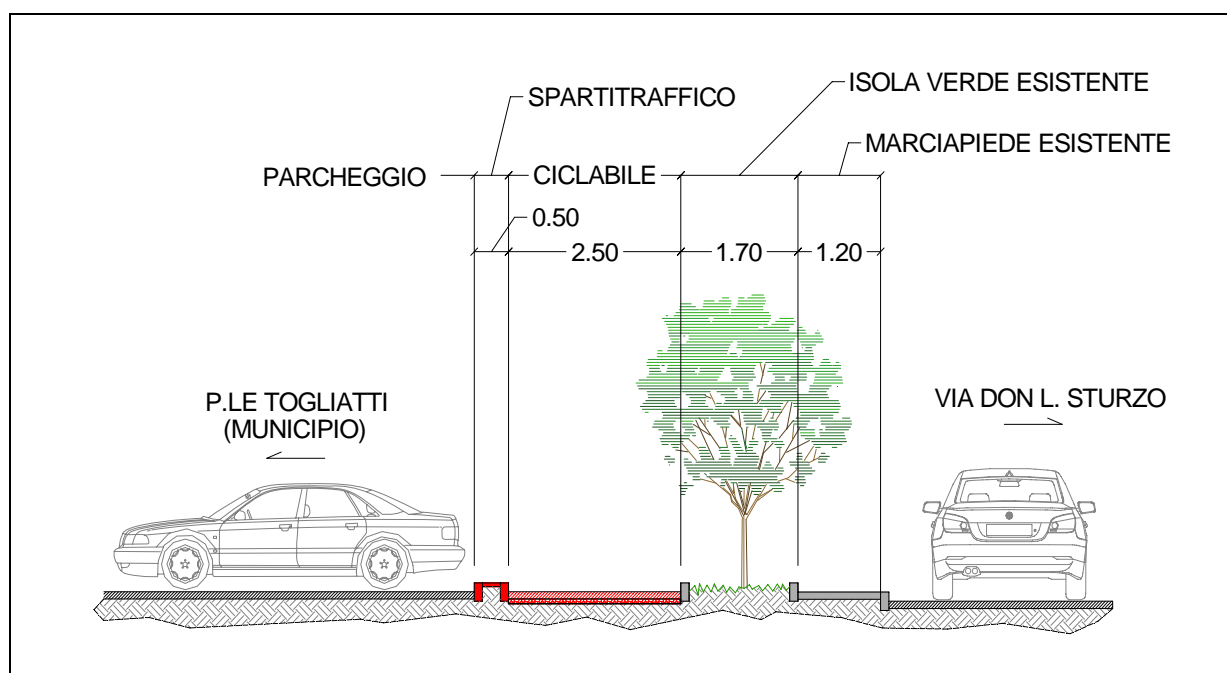 ISOLA VERDE ESISTENTE
SPARTITRAFFICO
MARCIAPIEDE ESISTENTE
PARCHEGGIO
CICLABILE
0.50
2.50
1.70
1.20
P.LE TOGLIATTI
(MUNICIPIO)
VIA DON L. STURZO